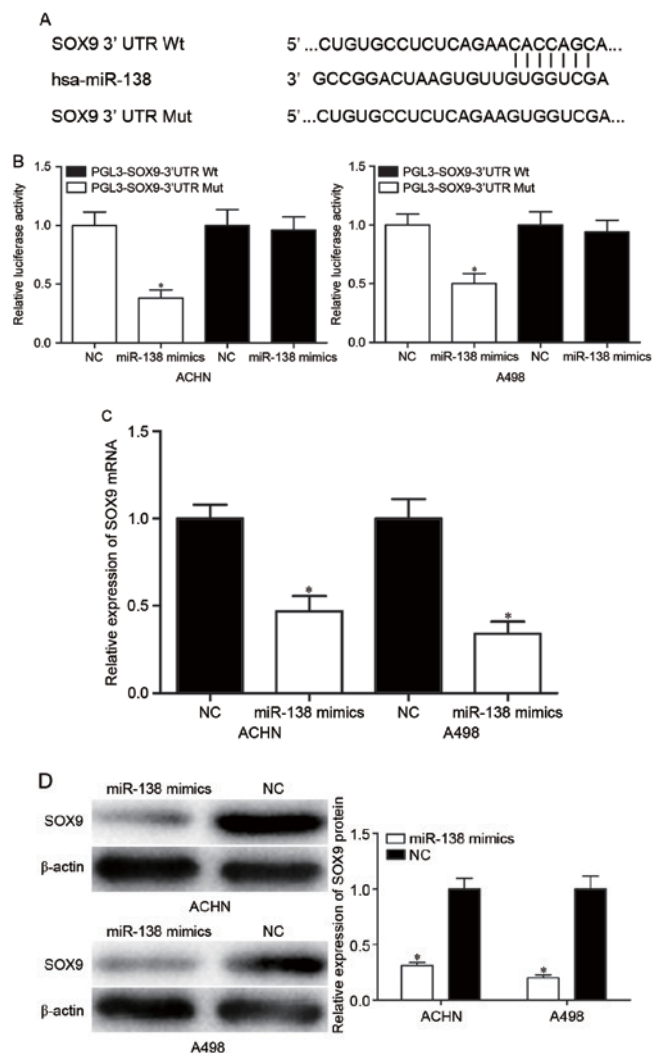 A
SOX9 3' UTR Wt 5' ...CUGUGCCUCUCAGAACACCAGCA...
hsa-miR-138 3' GCCGGACUAAGUGUUGUGGUCGA
SOX9 3' UTR Mut 5' ...CUGUGCCUCUCAGAAGUGGUCGA...
B
PGL3-SOX9-3'UTR Wt
PGL3-SOX9-3'UTR Mut
Relative luciferase activity
1.5
1.0
0.5
0.0
*
NC miR-138 mimics NC miR-138 mimics
ACHN
PGL3-SOX9-3'UTR Wt
PGL3-SOX9-3'UTR Mut
Relative luciferase activity
1.5
1.0
0.5
0.0
*
NC miR-138 mimics NC miR-138 mimics
A498
C
Relative expression of SOX9 mRNA
1.5
1.0
0.5
0.0
* *
NC miR-138 mimics NC miR-138 mimics
ACHN A498
D
miR-138 mimics NC
SOX9
β-actin
ACHN
miR-138 mimics NC
SOX9
β-actin
A498
Relative expression of SOX9 protein
miR-138 mimics
NC
1.5
1.0
0.5
0.0
* *
ACHN A498